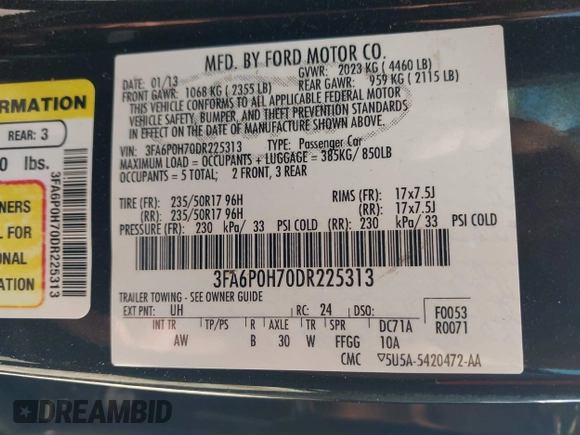 MFD. BY FORD MOTOR CO.
DATE: 01/13
GVWR: 2023 KG ( 4460 LB)
FRONT GAWR: 1068 KG ( 2355 LB)
REAR GAWR: 959 KG ( 2115 LB)
THIS VEHICLE CONFORMS TO ALL APPLICABLE FEDERAL MOTOR
VEHICLE SAFETY, BUMPER, AND THEFT PREVENTION STANDARDS
IN EFFECT ON THE DATE OF MANUFACTURE SHOWN ABOVE.
VIN: 3FA6P0H70DR225313 TYPE: Passenger Car
MAXIMUM LOAD = OCCUPANTS + LUGGAGE = 385KG/ 850LB
OCCUPANTS = 5 TOTAL; 2 FRONT, 3 REAR
TIRE (FR): 235/50R17 96H RIMS (FR): 17x7.5J
(RR): 235/50R17 96H (RR): 17x7.5J
PRESSURE (FR): 230 kPa/ 33 PSI COLD (RR): 230 kPa/ 33 PSI COLD
3FA6P0H70DR225313
TRAILER TOWING - SEE OWNER GUIDE
EXT PNT: UH RC: 24 DSO: F0053
R0071
INT TR TP/PS R AXLE TR SPR DC71A
AW B 30 W FFGG 10A
CMC 5U5A-5420472-AA
ORMATION
REAR: 3
0 lbs.
NERS
L FOR
ONAL
ATION
3FA6P0H70DR225313
DREAMBID